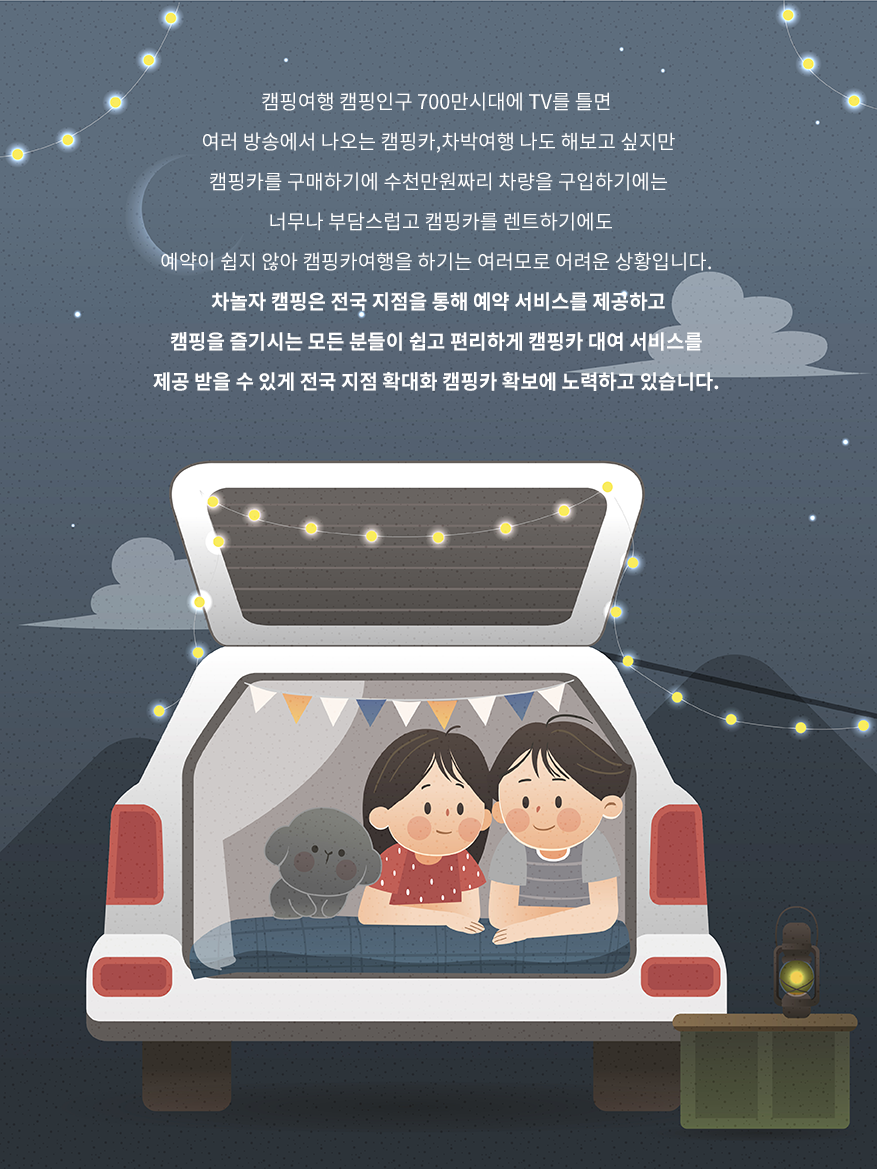 캠핑여행 캠핑인구 700만시대에 TV를 틀면
여러 방송에서 나오는 캠핑카,차박여행 나도 해보고 싶지만
캠핑카를 구매하기에 수천만원짜리 차량을 구입하기에는
너무나 부담스럽고 캠핑카를 렌트하기에도
예약이 쉽지 않아 캠핑카여행을 하기는 여러모로 어려운 상황입니다.
차놀자 캠핑은 전국 지점을 통해 예약 서비스를 제공하고
캠핑을 즐기시는 모든 분들이 쉽고 편리하게 캠핑카 대여 서비스를
제공 받을 수 있게 전국 지점 확대화 캠핑카 확보에 노력하고 있습니다.